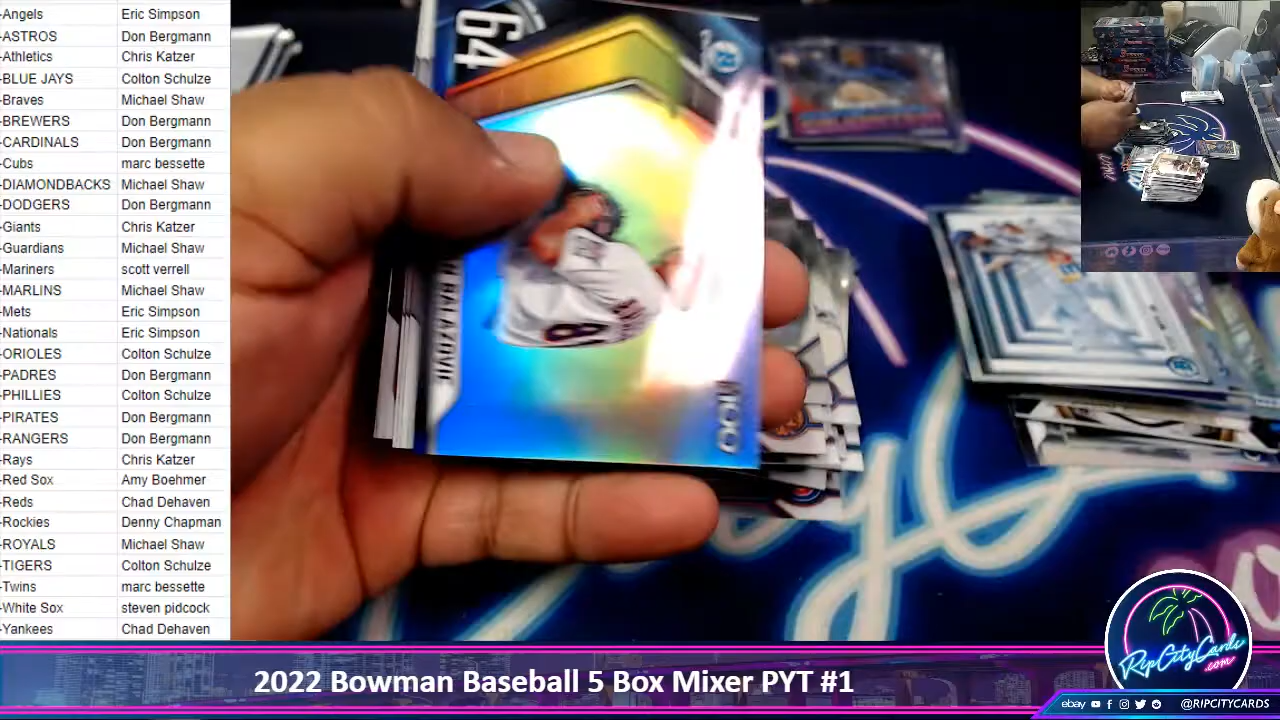 -Angels Eric Simpson
-ASTROS Don Bergmann
-Athletics Chris Katzer
-BLUE JAYS Colton Schulze
-Braves Michael Shaw
-BREWERS Don Bergmann
-CARDINALS Don Bergmann
-Cubs marc bessette
-DIAMONDBACKS Michael Shaw
-DODGERS Don Bergmann
-Giants Chris Katzer
-Guardians Michael Shaw
-Mariners scott verrell
-MARLINS Michael Shaw
-Mets Eric Simpson
-Nationals Eric Simpson
-ORIOLES Colton Schulze
-PADRES Don Bergmann
-PHILLIES Colton Schulze
-PIRATES Don Bergmann
-RANGERS Don Bergmann
-Rays Chris Katzer
-Red Sox Amy Boehmer
-Reds Chad Dehaven
-Rockies Denny Chapman
-ROYALS Michael Shaw
-TIGERS Colton Schulze
-Twins marc bessette
-White Sox steven pidcock
-Yankees Chad Dehaven
64
2022 Bowman Baseball 5 Box Mixer PYT #1
RipCityCards
.com
ebay @RIPCITYCARDS